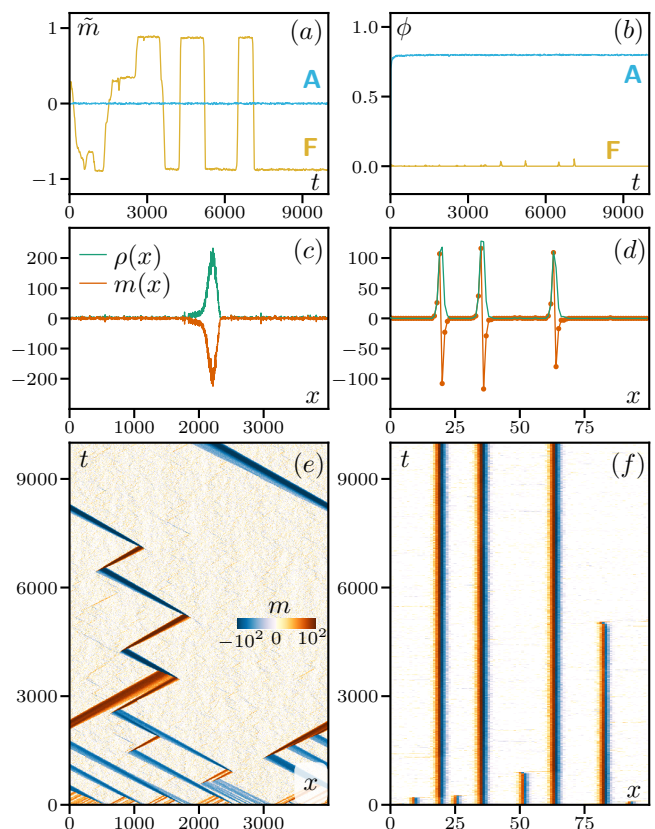 m̃ (a)
A
F
1
0
−1
0 3000 6000 9000
t
ϕ (b)
A
F
1.0
0.5
0.0
0 3000 6000 9000
t
(c)
ρ(x)
m(x)
200
100
0
−100
−200
0 1000 2000 3000
x
(d)
100
50
0
−50
−100
0 25 50 75
x
t (e)
9000
6000
3000
0
m
−10² 0 10²
x
0 1000 2000 3000
t (f)
9000
6000
3000
0
x
0 25 50 75